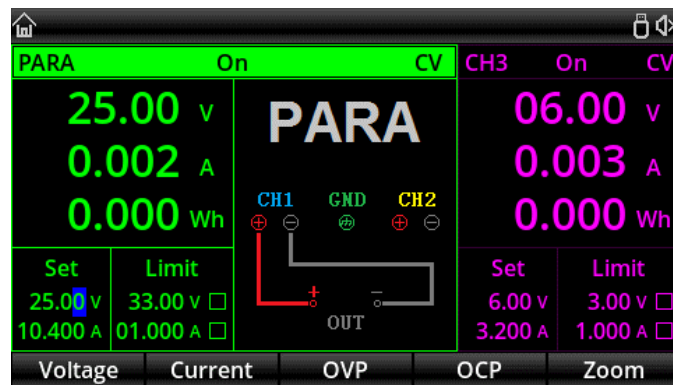 PARA On CV CH3 On CV
25.00 V PARA 06.00 V
0.002 A 0.003 A
CH1 GND CH2
0.000 Wh 0.000 Wh
Set Limit Set Limit
25.00 V 33.00 V + − 6.00 V 3.00 V
10.400 A 01.000 A OUT 3.200 A 1.000 A
Voltage Current OVP OCP Zoom